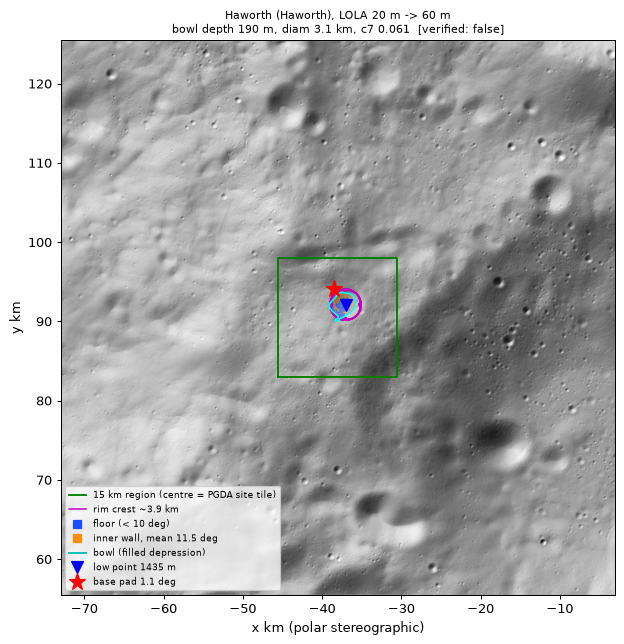 Haworth (Haworth), LOLA 20 m -> 60 m
bowl depth 190 m, diam 3.1 km, c7 0.061  [verified: false]
y km
120
110
100
90
80
70
60
15 km region (centre = PGDA site tile)
rim crest ~3.9 km
floor (< 10 deg)
inner wall, mean 11.5 deg
bowl (filled depression)
low point 1435 m
base pad 1.1 deg
−70 −60 −50 −40 −30 −20 −10
x km (polar stereographic)